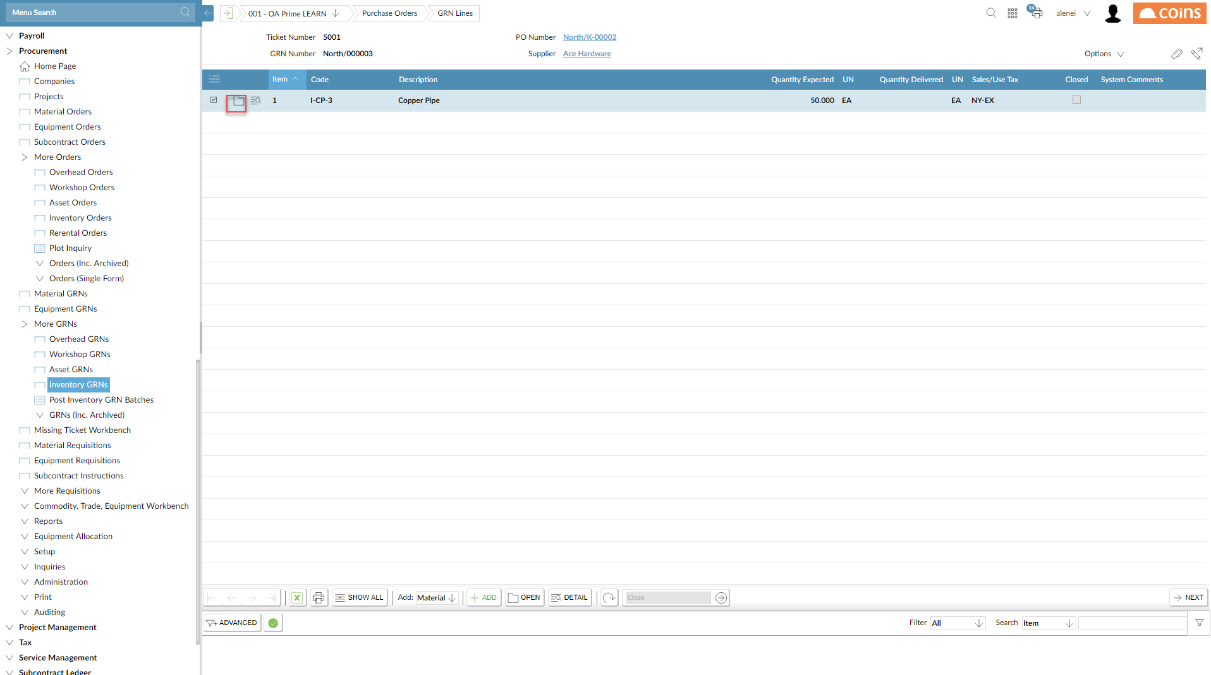 Menu Search
001 - OA Prime LEARN
Purchase Orders
GRN Lines
34
alenei
coins
Payroll
Procurement
Home Page
Companies
Projects
Material Orders
Equipment Orders
Subcontract Orders
More Orders
Overhead Orders
Workshop Orders
Asset Orders
Inventory Orders
Rerental Orders
Plot Inquiry
Orders (Inc. Archived)
Orders (Single Form)
Material GRNs
Equipment GRNs
More GRNs
Overhead GRNs
Workshop GRNs
Asset GRNs
Inventory GRNs
Post Inventory GRN Batches
GRNs (Inc. Archived)
Missing Ticket Workbench
Material Requisitions
Equipment Requisitions
Subcontract Instructions
More Requisitions
Commodity, Trade, Equipment Workbench
Reports
Equipment Allocation
Setup
Inquiries
Administration
Print
Auditing
Project Management
Tax
Service Management
Subcontract Ledger
Ticket Number 5001 PO Number North/K-00002
GRN Number North/000003 Supplier Ace Hardware Options
Item Code Description Quantity Expected UN Quantity Delivered UN Sales/Use Tax Closed System Comments
1 I-CP-3 Copper Pipe 50.000 EA EA NY-EX
SHOW ALL Add: Material + ADD OPEN DETAIL Close NEXT
ADVANCED Filter All Search Item